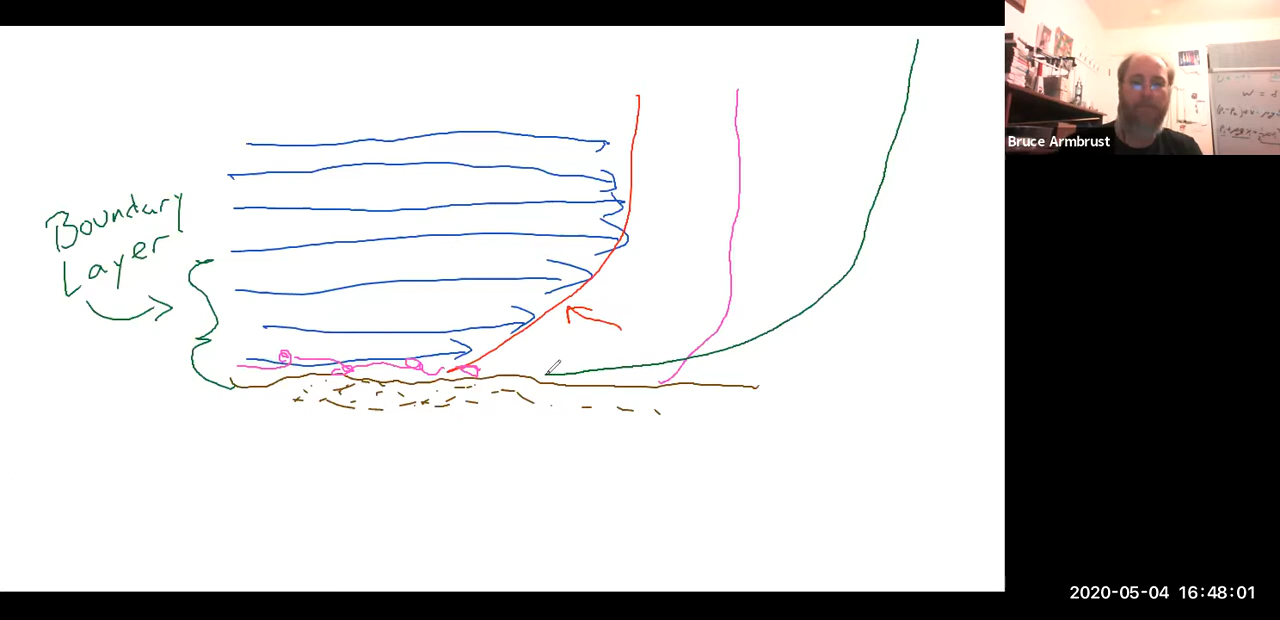 Boundary
Layer
Bruce Armbrust
W =
2020-05-04 16:48:01